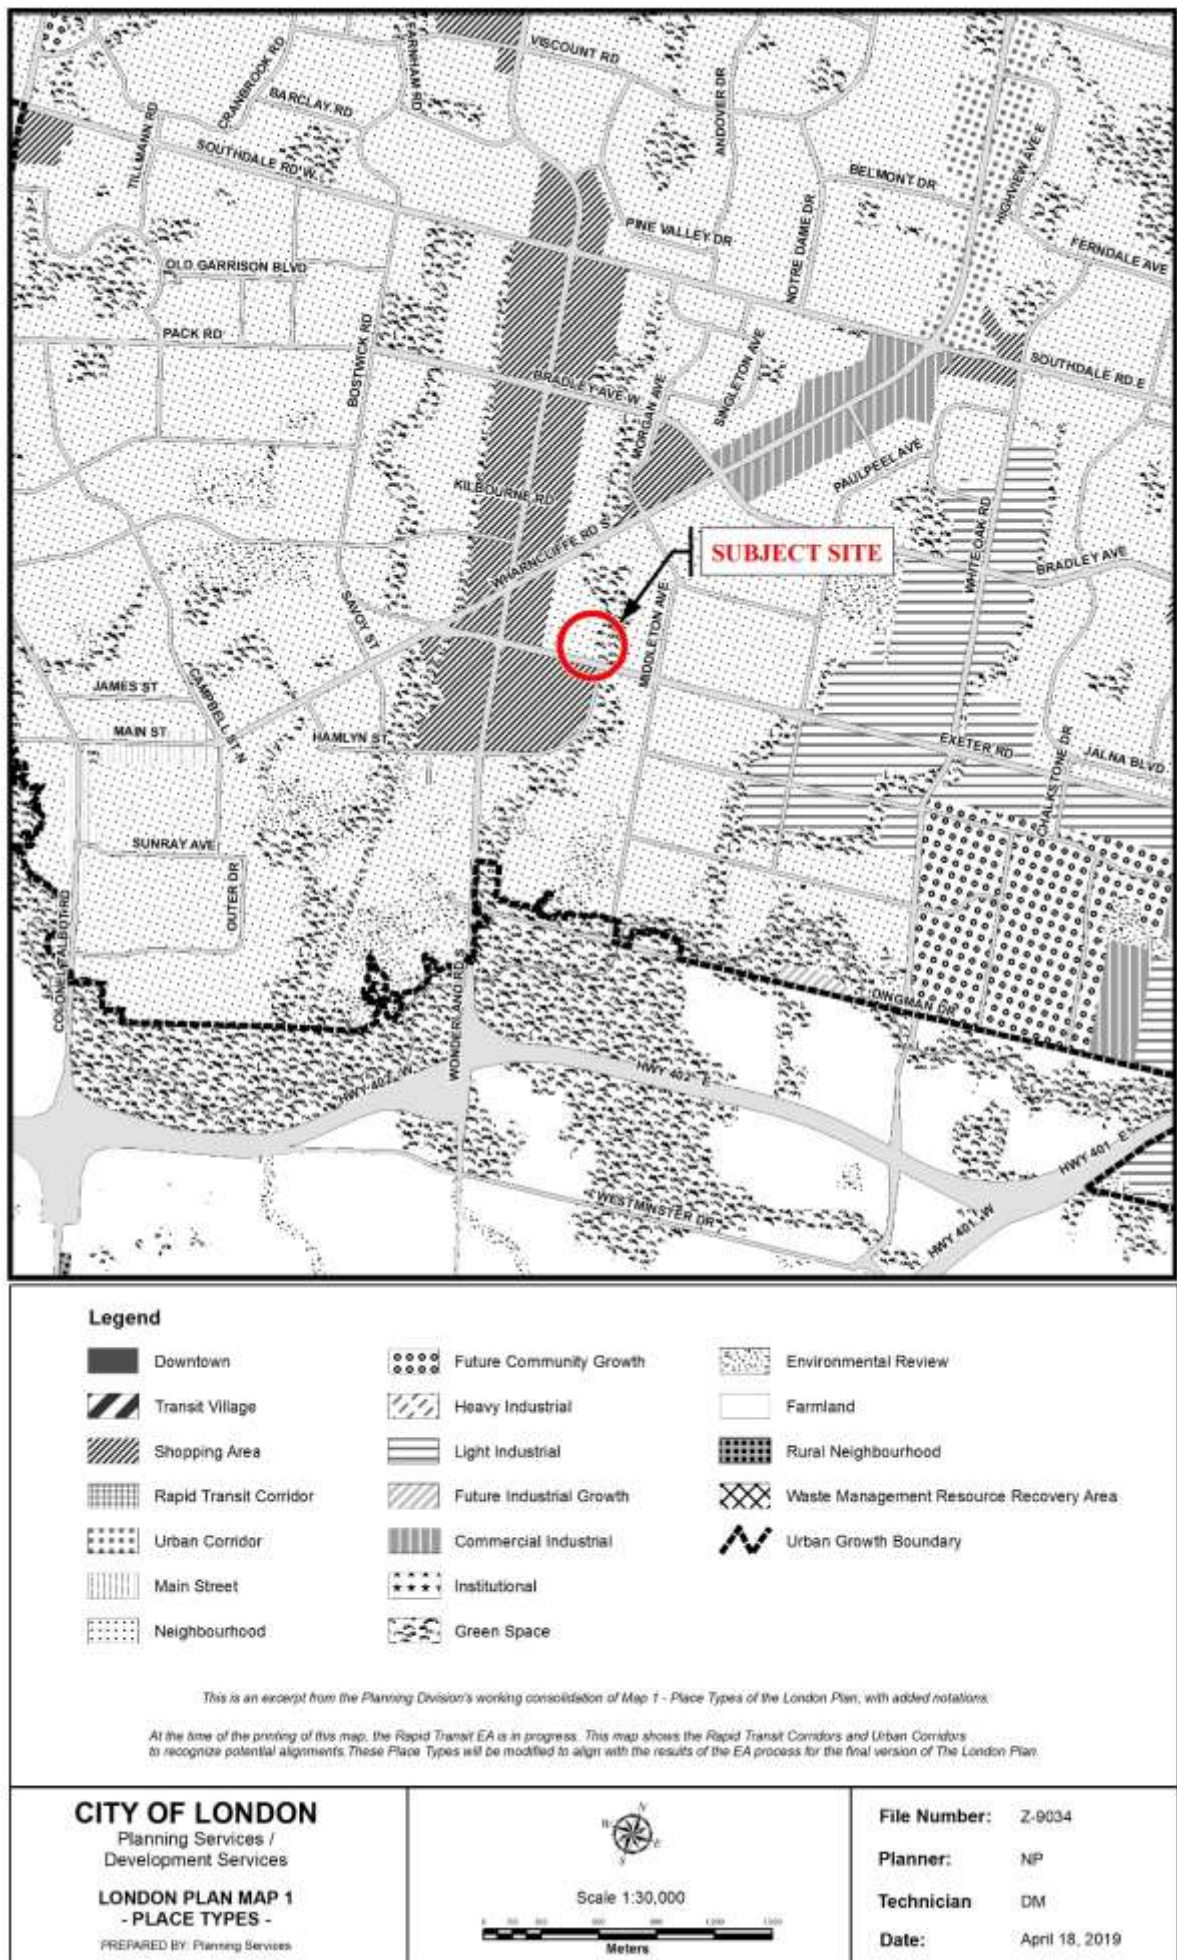 VISCOUNT RD
CRANBROOK RD
FARNHAM RD
BARCLAY RD
ANDOVER DR
TILLMANN RD
SOUTHDALE RD W
BELMONT DR
HIGHVIEW AVE E
PINE VALLEY DR
NOTRE DAME DR
FERNDALE AVE
OLD GARRISON BLVD
PACK RD
BOSTWICK RD
BRADLEY AVE W
MORGAN AVE
SINGLETON AVE
SOUTHDALE RD E
PAULPEEL AVE
KILBOURNE RD
WHITE OAK RD
WHARNCLIFFE RD
SUBJECT SITE
BRADLEY AVE
SAVOY ST
MIDDLETON AVE
JAMES ST
CAMPBELL ST N
MAIN ST
HAMLYN ST
EXETER RD
CHALKSTONE DR
JALNA BLVD
SUNRAY AVE
OUTER DR
COLONEL TALBOT RD
WONDERLAND RD S
DINGMAN DR
HWY 402 W
HWY 402 E
HWY 401 E
WESTMINSTER DR
HWY 401 W
Legend
Downtown
Transit Village
Shopping Area
Rapid Transit Corridor
Urban Corridor
Main Street
Neighbourhood
Future Community Growth
Heavy Industrial
Light Industrial
Future Industrial Growth
Commercial Industrial
Institutional
Green Space
Environmental Review
Farmland
Rural Neighbourhood
Waste Management Resource Recovery Area
Urban Growth Boundary
This is an excerpt from the Planning Division's working consolidation of Map 1 - Place Types of the London Plan, with added notations.
At the time of the printing of this map, the Rapid Transit EA is in progress. This map shows the Rapid Transit Corridors and Urban Corridors
to recognize potential alignments. These Place Types will be modified to align with the results of the EA process for the final version of The London Plan.
CITY OF LONDON
Planning Services /
Development Services
LONDON PLAN MAP 1
- PLACE TYPES -
PREPARED BY: Planning Services
N
W
E
S
Scale 1:30,000
Meters
File Number: Z-9034
Planner: NP
Technician DM
Date: April 18, 2019